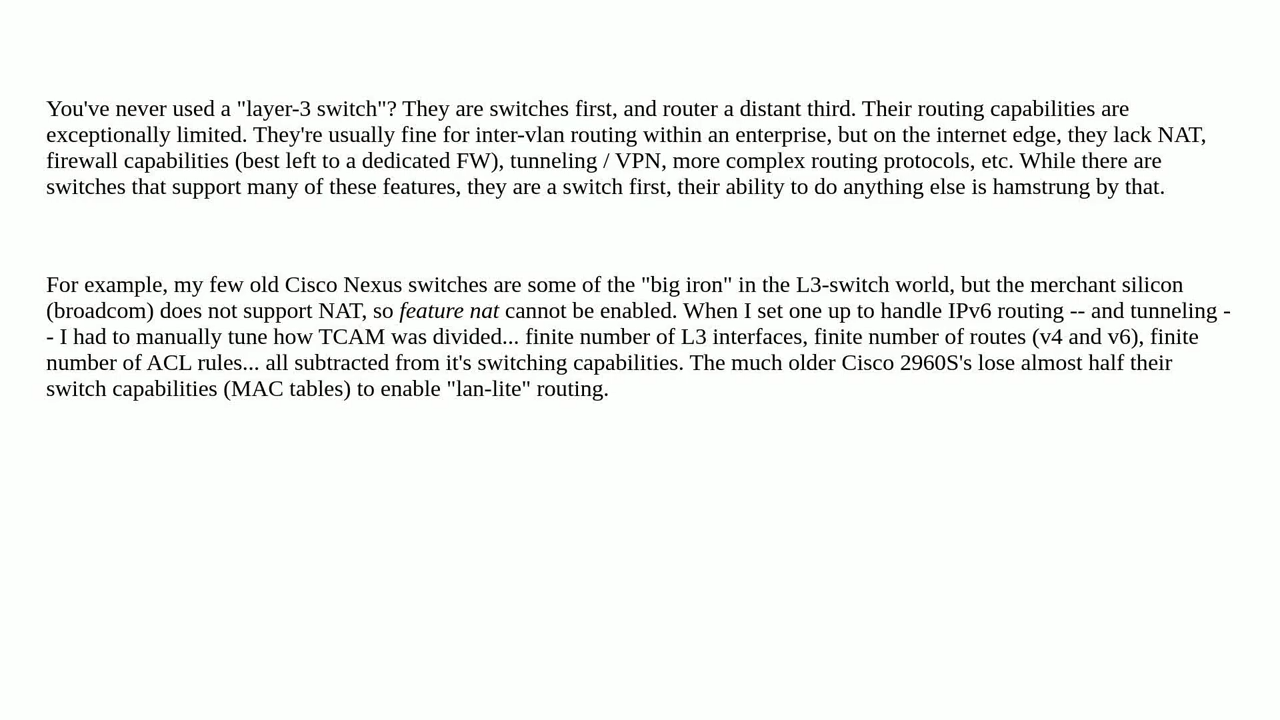 You've never used a "layer-3 switch"? They are switches first, and router a distant third. Their routing capabilities are
exceptionally limited. They're usually fine for inter-vlan routing within an enterprise, but on the internet edge, they lack NAT,
firewall capabilities (best left to a dedicated FW), tunneling / VPN, more complex routing protocols, etc. While there are
switches that support many of these features, they are a switch first, their ability to do anything else is hamstrung by that.
For example, my few old Cisco Nexus switches are some of the "big iron" in the L3-switch world, but the merchant silicon
(broadcom) does not support NAT, so feature nat cannot be enabled. When I set one up to handle IPv6 routing -- and tunneling -
- I had to manually tune how TCAM was divided... finite number of L3 interfaces, finite number of routes (v4 and v6), finite
number of ACL rules... all subtracted from it's switching capabilities. The much older Cisco 2960S's lose almost half their
switch capabilities (MAC tables) to enable "lan-lite" routing.